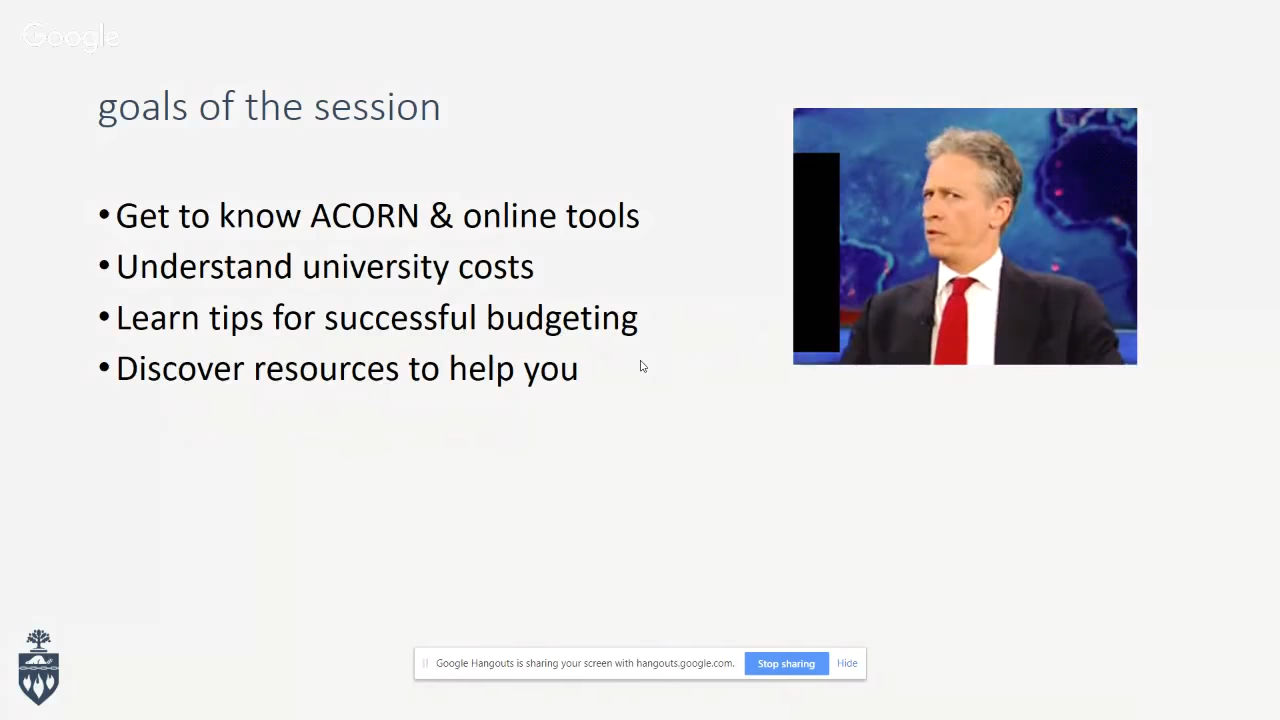 Google
goals of the session
•Get to know ACORN & online tools
•Understand university costs
•Learn tips for successful budgeting
•Discover resources to help you
Google Hangouts is sharing your screen with hangouts.google.com.
Stop sharing
Hide